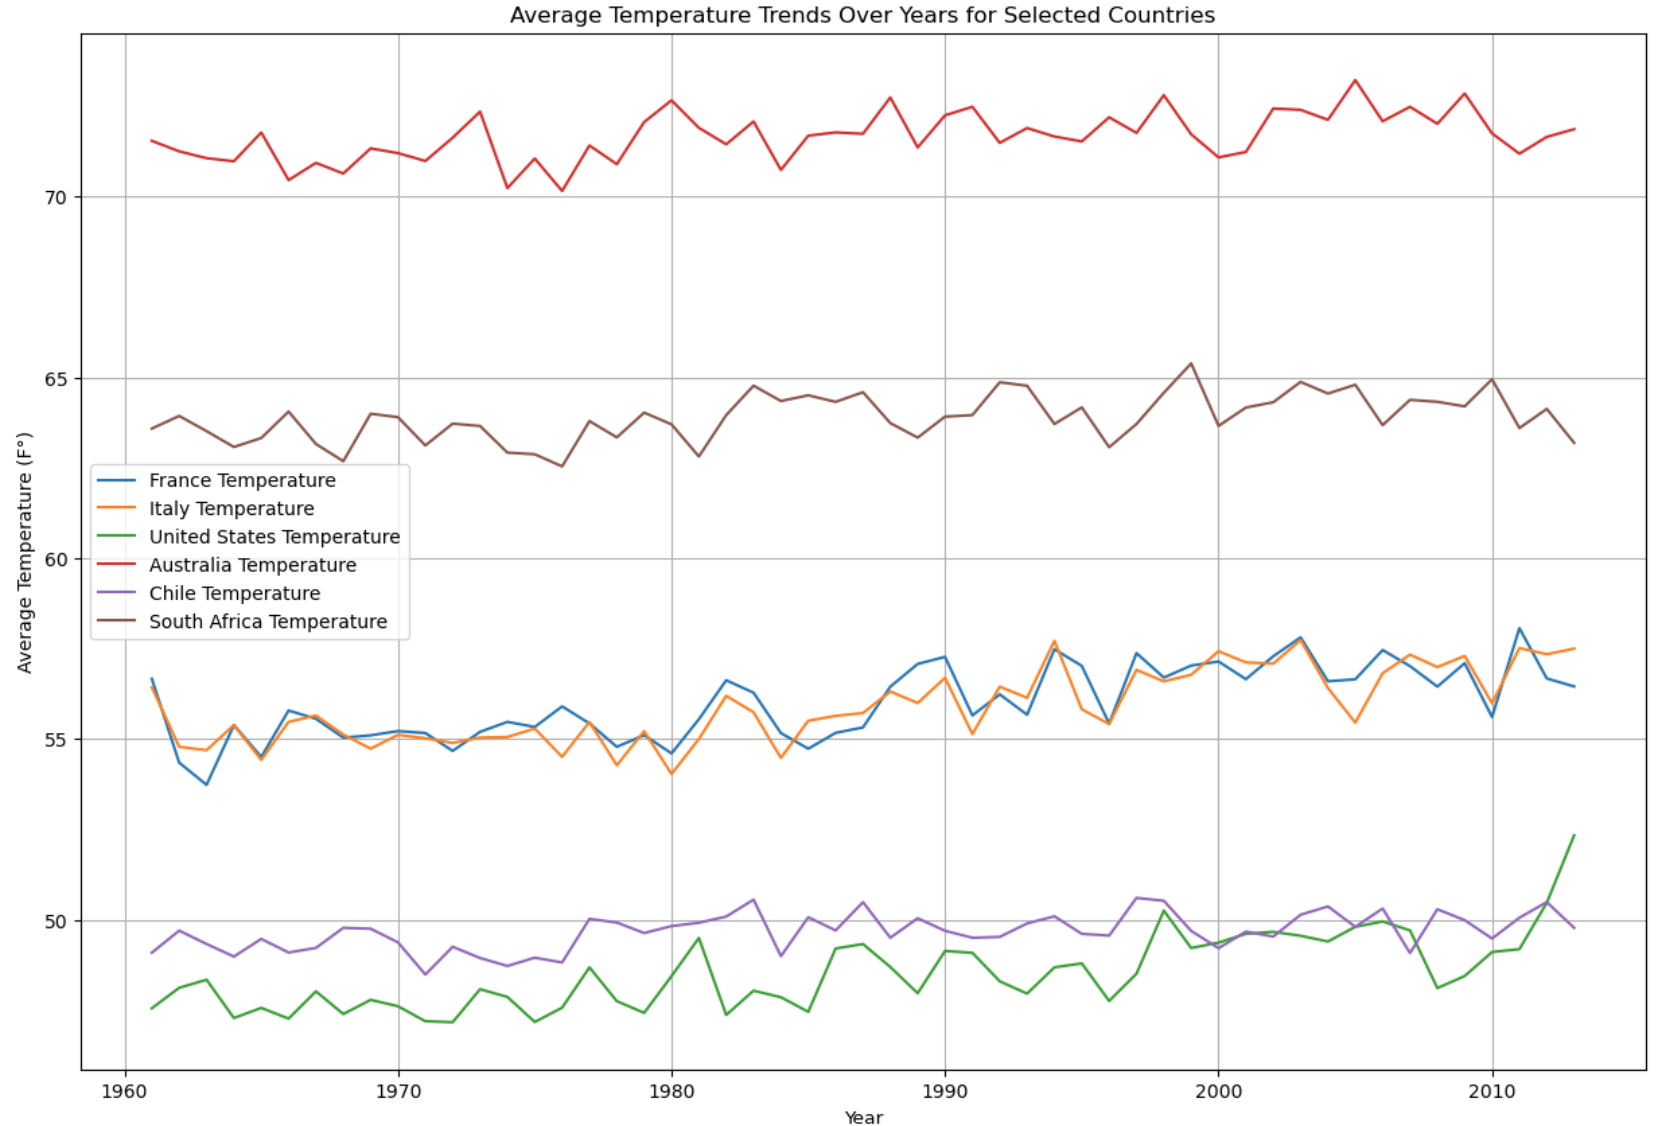 Average Temperature Trends Over Years for Selected Countries
Average Temperature (F°)
70
65
60
55
50
France Temperature
Italy Temperature
United States Temperature
Australia Temperature
Chile Temperature
South Africa Temperature
1960 1970 1980 1990 2000 2010
Year